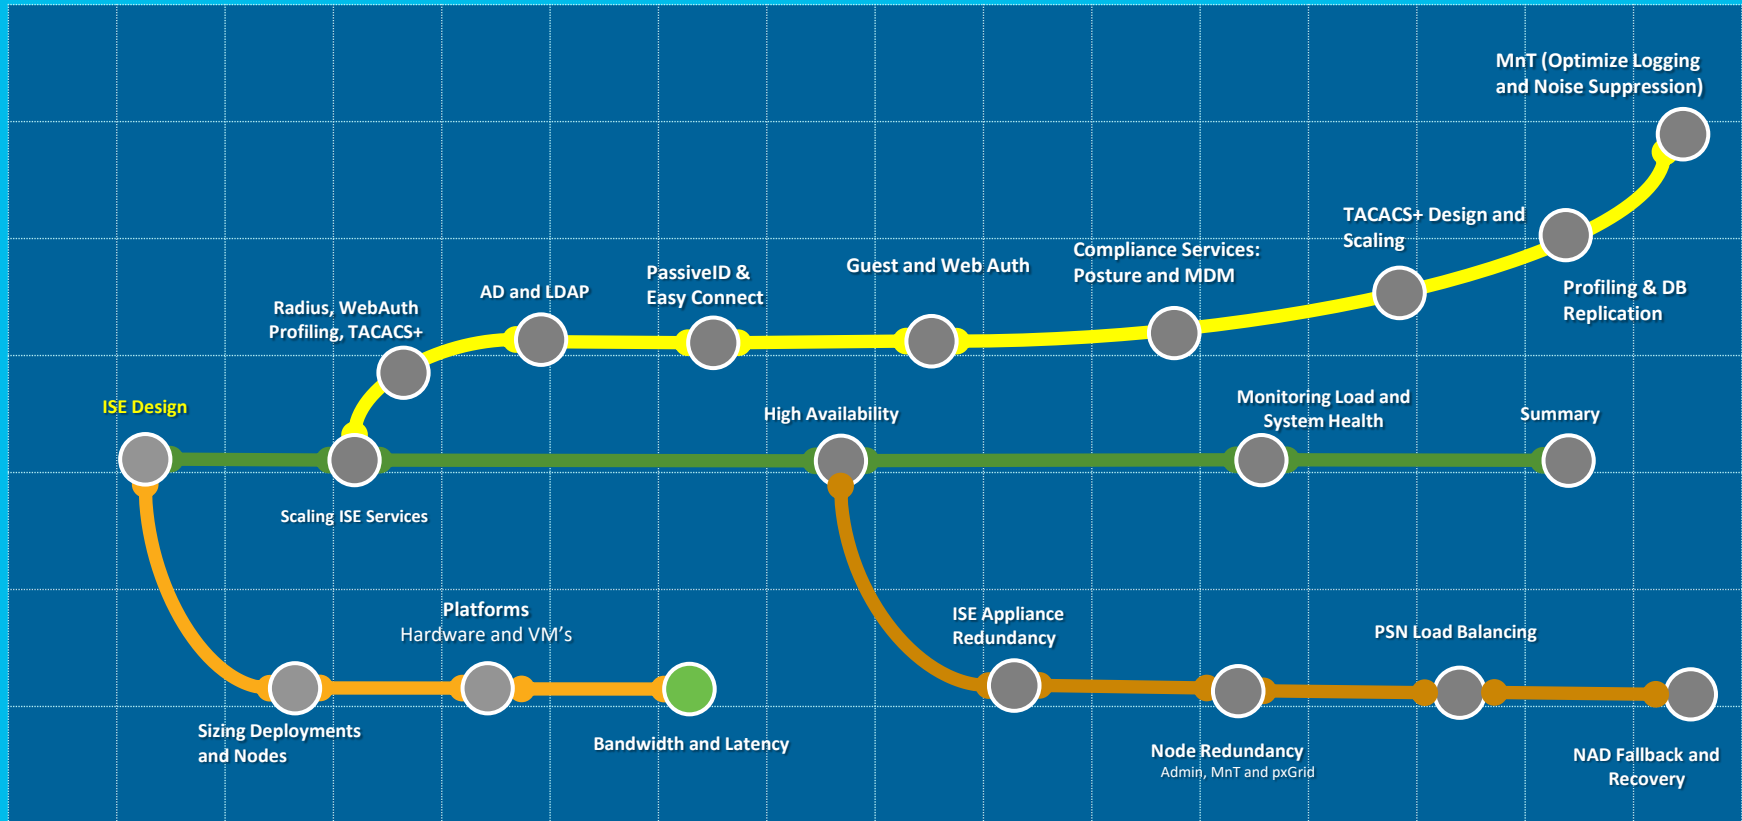 MnT (Optimize Logging
and Noise Suppression)
TACACS+ Design and
Scaling
Compliance Services:
Posture and MDM
Guest and Web Auth
PassiveID &
Easy Connect
AD and LDAP
Radius, WebAuth
Profiling, TACACS+
Profiling & DB
Replication
ISE Design
High Availability
Monitoring Load and
System Health
Summary
Scaling ISE Services
Platforms
Hardware and VM's
ISE Appliance
Redundancy
PSN Load Balancing
Sizing Deployments
and Nodes
Bandwidth and Latency
Node Redundancy
Admin, MnT and pxGrid
NAD Fallback and
Recovery